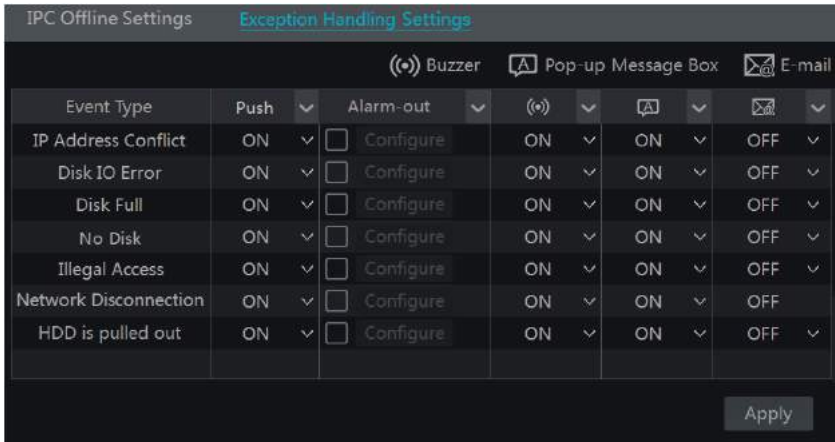 IPC Offline Settings Exception Handling Settings
Buzzer A Pop-up Message Box E-mail
Event Type Push Alarm-out A
IP Address Conflict ON Configure ON ON OFF
Disk IO Error ON Configure ON ON OFF
Disk Full ON Configure ON ON OFF
No Disk ON Configure ON ON OFF
Illegal Access ON Configure ON ON OFF
Network Disconnection ON Configure ON ON OFF
HDD is pulled out ON Configure ON ON OFF
Apply